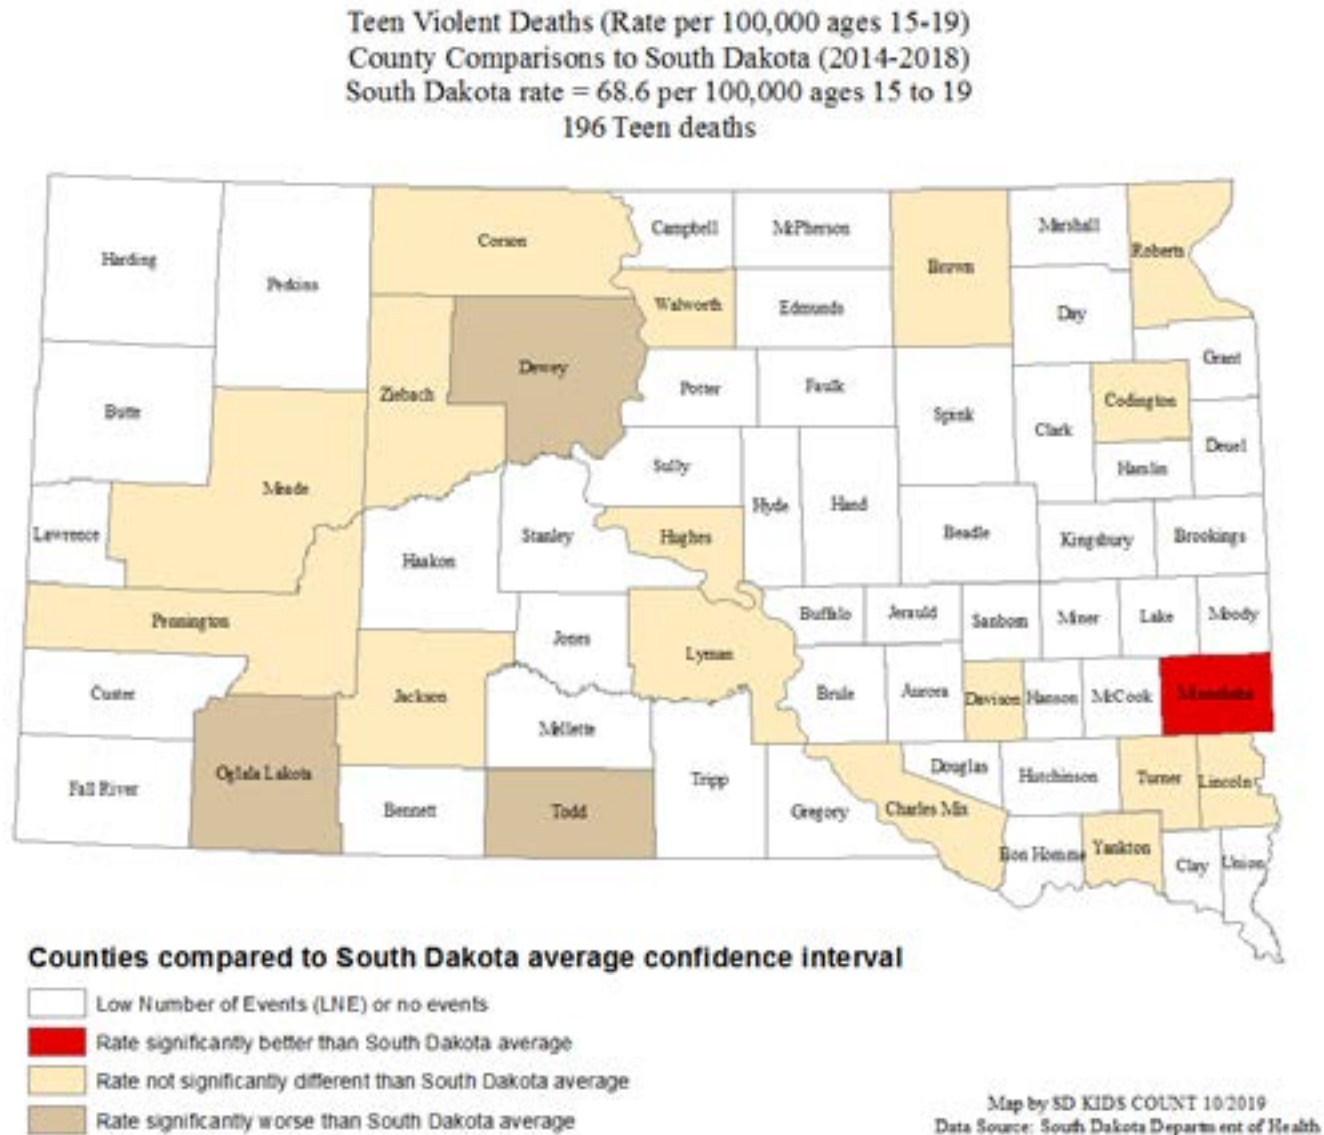 Teen Violent Deaths (Rate per 100,000 ages 15-19)
County Comparisons to South Dakota (2014-2018)
South Dakota rate = 68.6 per 100,000 ages 15 to 19
196 Teen deaths
Harding
Perkins
Corson
Campbell
McPherson
Brown
Marshall
Roberts
Walworth
Edmunds
Day
Butte
Ziebach
Dewey
Potter
Faulk
Spink
Clark
Codington
Grant
Meade
Sully
Hyde
Hand
Hamlin
Deuel
Lawrence
Haakon
Stanley
Hughes
Beadle
Kingsbury
Brookings
Pennington
Jones
Lyman
Buffalo
Jerauld
Sanborn
Miner
Lake
Moody
Custer
Jackson
Mellette
Brule
Aurora
Davison
Hanson
McCook
Minnehaha
Fall River
Oglala Lakota
Bennett
Todd
Tripp
Gregory
Douglas
Charles Mix
Hutchinson
Turner
Lincoln
Bon Homme
Yankton
Clay
Union
Counties compared to South Dakota average confidence interval
Low Number of Events (LNE) or no events
Rate significantly better than South Dakota average
Rate not significantly different than South Dakota average
Rate significantly worse than South Dakota average
Map by SD KIDS COUNT 10/2019
Data Source: South Dakota Department of Health